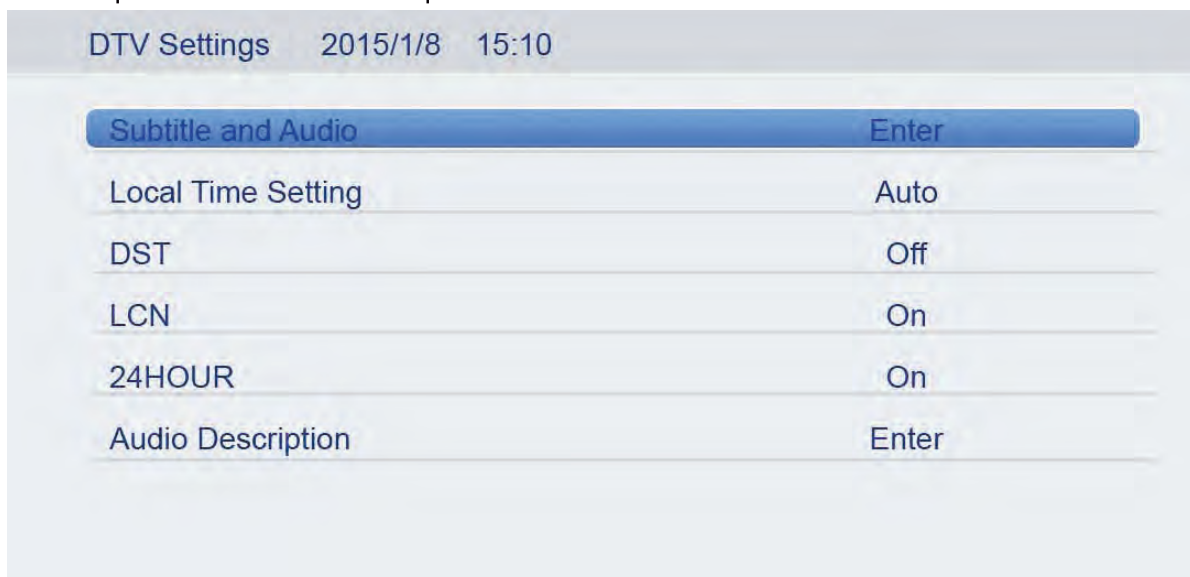 DTV Settings 2015/1/8 15:10
Subtitle and Audio Enter
Local Time Setting Auto
DST Off
LCN On
24HOUR On
Audio Description Enter